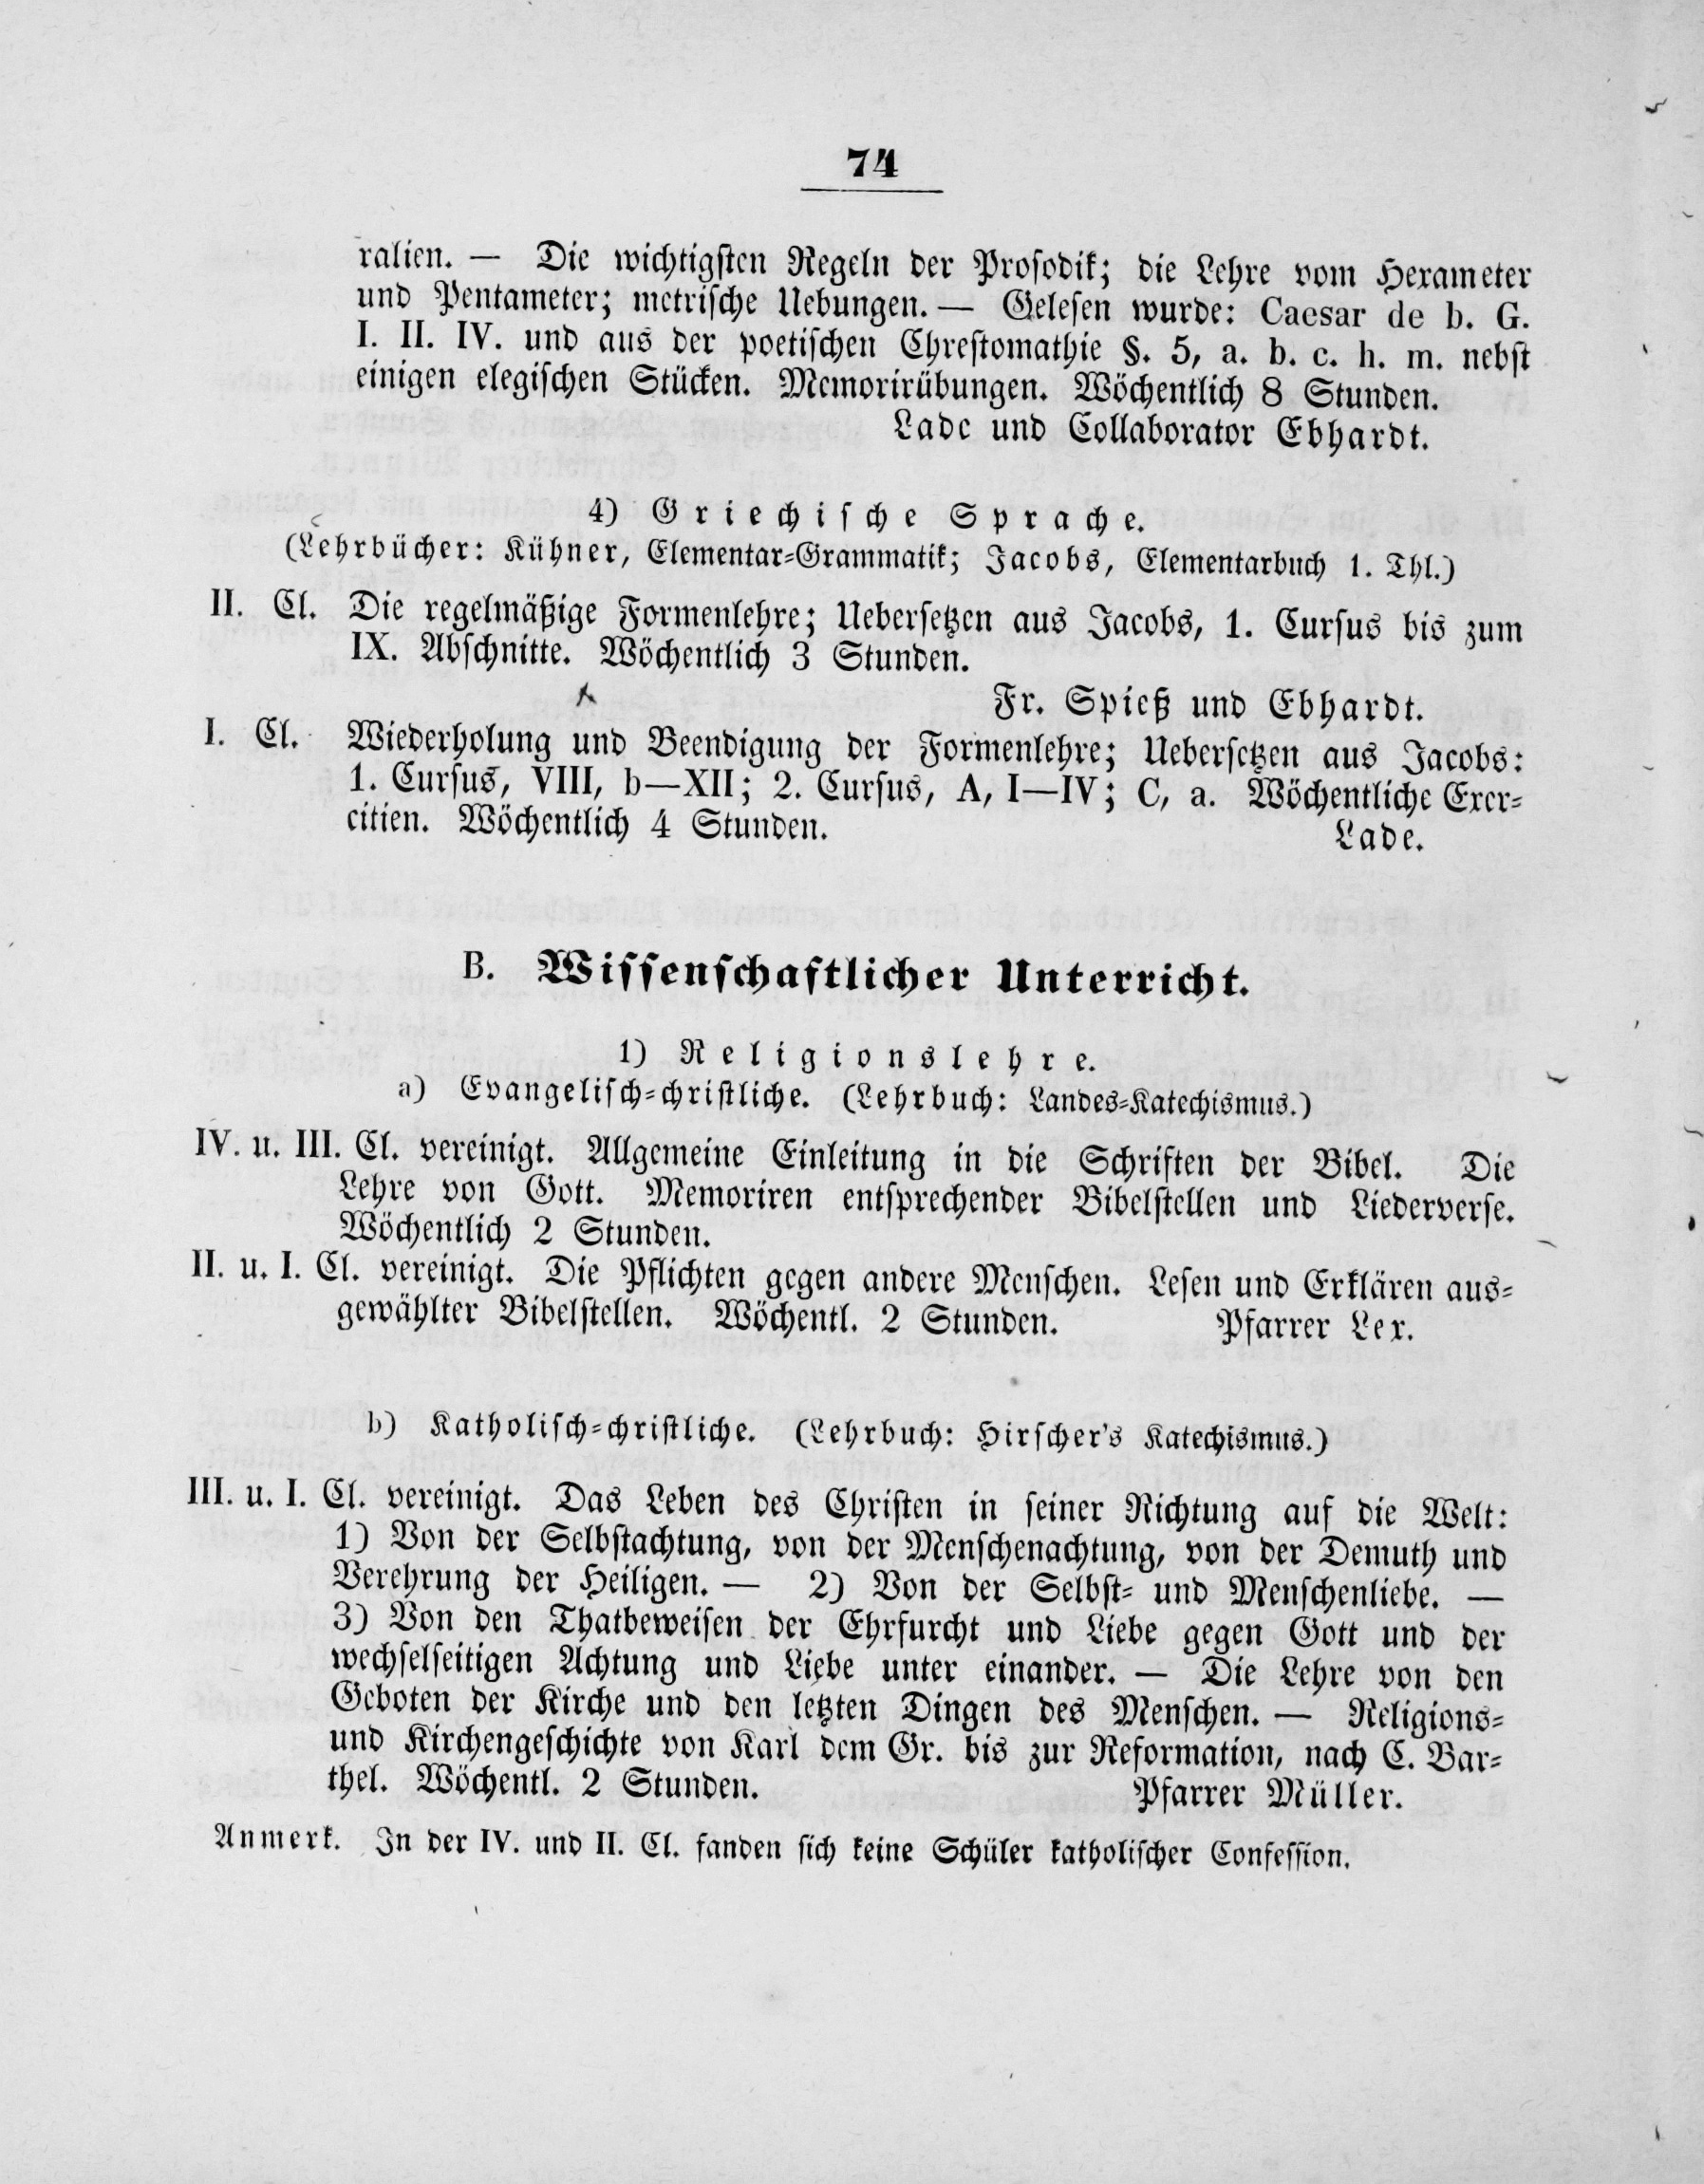 74
ralien. — Die wichtigsten Regeln der Prosodik; die Lehre vom Hexameter
und Pentameter; metrische Uebungen. — Gelesen wurde: Caesar de b. G.
I. II. IV. und aus der poetischen Chrestomathie §. 5, a. b. c. h. m. nebst
einigen elegischen Stücken. Memorirübungen. Wöchentlich 8 Stunden.
Lade und Collaborator Ebhardt.
4) Griechische Sprache.
(Lehrbücher: Kühner, Elementar-Grammatik; Jacobs, Elementarbuch 1. Thl.)
II. Cl. Die regelmäßige Formenlehre; Uebersetzen aus Jacobs, 1. Cursus bis zum
IX. Abschnitte. Wöchentlich 3 Stunden.
Fr. Spieß und Ebhardt.
I. Cl. Wiederholung und Beendigung der Formenlehre; Uebersetzen aus Jacobs:
1. Cursus, VIII, b—XII; 2. Cursus, A, I—IV; C, a. Wöchentliche Exer-
citien. Wöchentlich 4 Stunden. Lade.
B. Wissenschaftlicher Unterricht.
1) Religionslehre.
a) Evangelisch-christliche. (Lehrbuch: Landes-Katechismus.)
IV. u. III. Cl. vereinigt. Allgemeine Einleitung in die Schriften der Bibel. Die
Lehre von Gott. Memoriren entsprechender Bibelstellen und Liederverse.
Wöchentlich 2 Stunden.
II. u. I. Cl. vereinigt. Die Pflichten gegen andere Menschen. Lesen und Erklären aus-
gewählter Bibelstellen. Wöchentl. 2 Stunden. Pfarrer Lex.
b) Katholisch-christliche. (Lehrbuch: Hirscher's Katechismus.)
III. u. I. Cl. vereinigt. Das Leben des Christen in seiner Richtung auf die Welt:
1) Von der Selbstachtung, von der Menschenachtung, von der Demuth und
Verehrung der Heiligen. — 2) Von der Selbst- und Menschenliebe. —
3) Von den Thatbeweisen der Ehrfurcht und Liebe gegen Gott und der
wechselseitigen Achtung und Liebe unter einander. — Die Lehre von den
Geboten der Kirche und den letzten Dingen des Menschen. — Religions-
und Kirchengeschichte von Karl dem Gr. bis zur Reformation, nach C. Bar-
thel. Wöchentl. 2 Stunden. Pfarrer Müller.
Anmerk. In der IV. und II. Cl. fanden sich keine Schüler katholischer Confession.